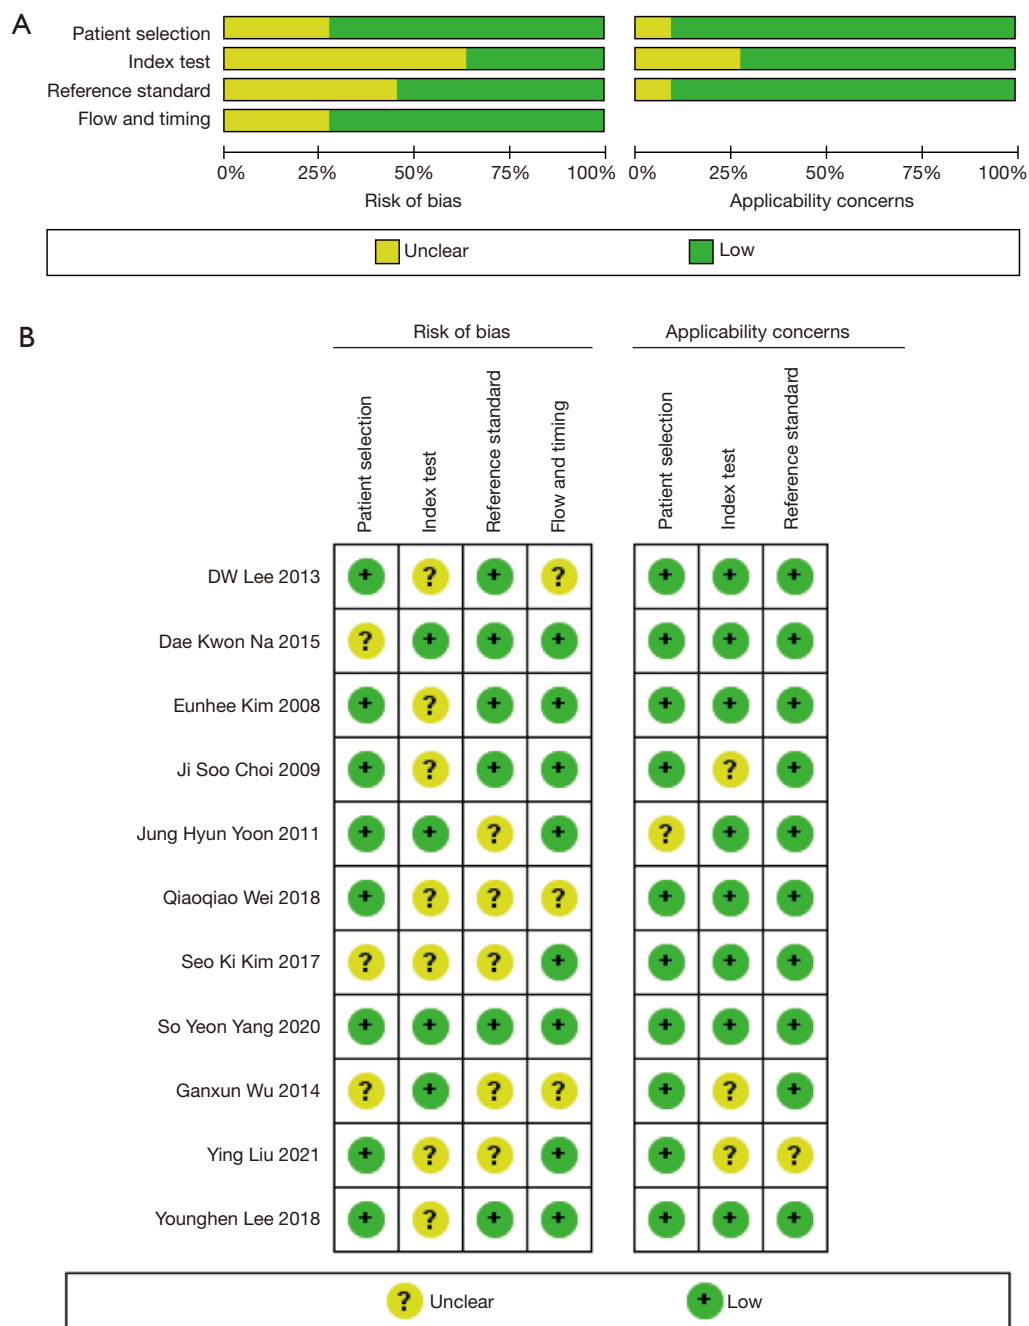 A
Patient selection
Index test
Reference standard
Flow and timing
0% 25% 50% 75% 100%
Risk of bias
0% 25% 50% 75% 100%
Applicability concerns
Unclear Low
B
Risk of bias Applicability concerns
Patient selection
Index test
Reference standard
Flow and timing
Patient selection
Index test
Reference standard
DW Lee 2013 + ? + ? + + +
Dae Kwon Na 2015 ? + + + + + +
Eunhee Kim 2008 + ? + + + + +
Ji Soo Choi 2009 + ? + + + ? +
Jung Hyun Yoon 2011 + + ? + ? + +
Qiaoqiao Wei 2018 + ? ? ? + + +
Seo Ki Kim 2017 ? ? ? + + + +
So Yeon Yang 2020 + + + + + + +
Ganxun Wu 2014 ? + ? ? + ? +
Ying Liu 2021 + ? ? + + ? ?
Younghen Lee 2018 + ? + + + + +
? Unclear + Low